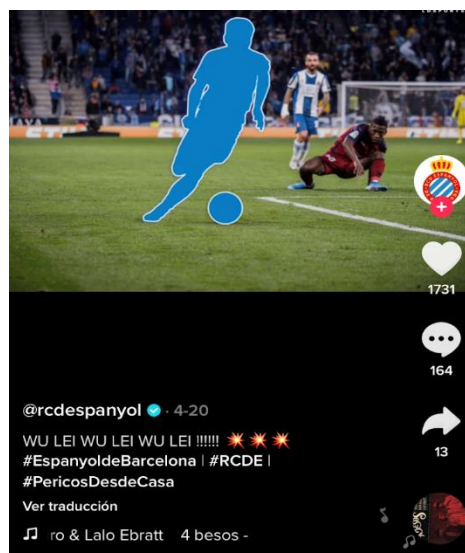 1731
164
@rcdespanyol · 4-20
13
WU LEI WU LEI WU LEI !!!!!! 💥 💥 💥
#EspanyoldeBarcelona | #RCDE |
#PericosDesdeCasa
Ver traducción
ro & Lalo Ebratt 4 besos -